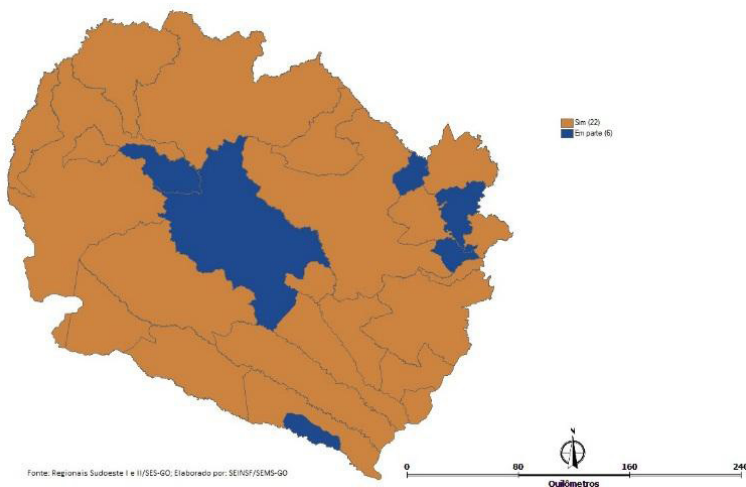 Sim (22)
Em parte (6)
N
Fonte: Regionais Sudoeste I e II/SES-GO; Elaborado por: SEINSF/SEMS-GO
0 80 160 240
Quilômetros